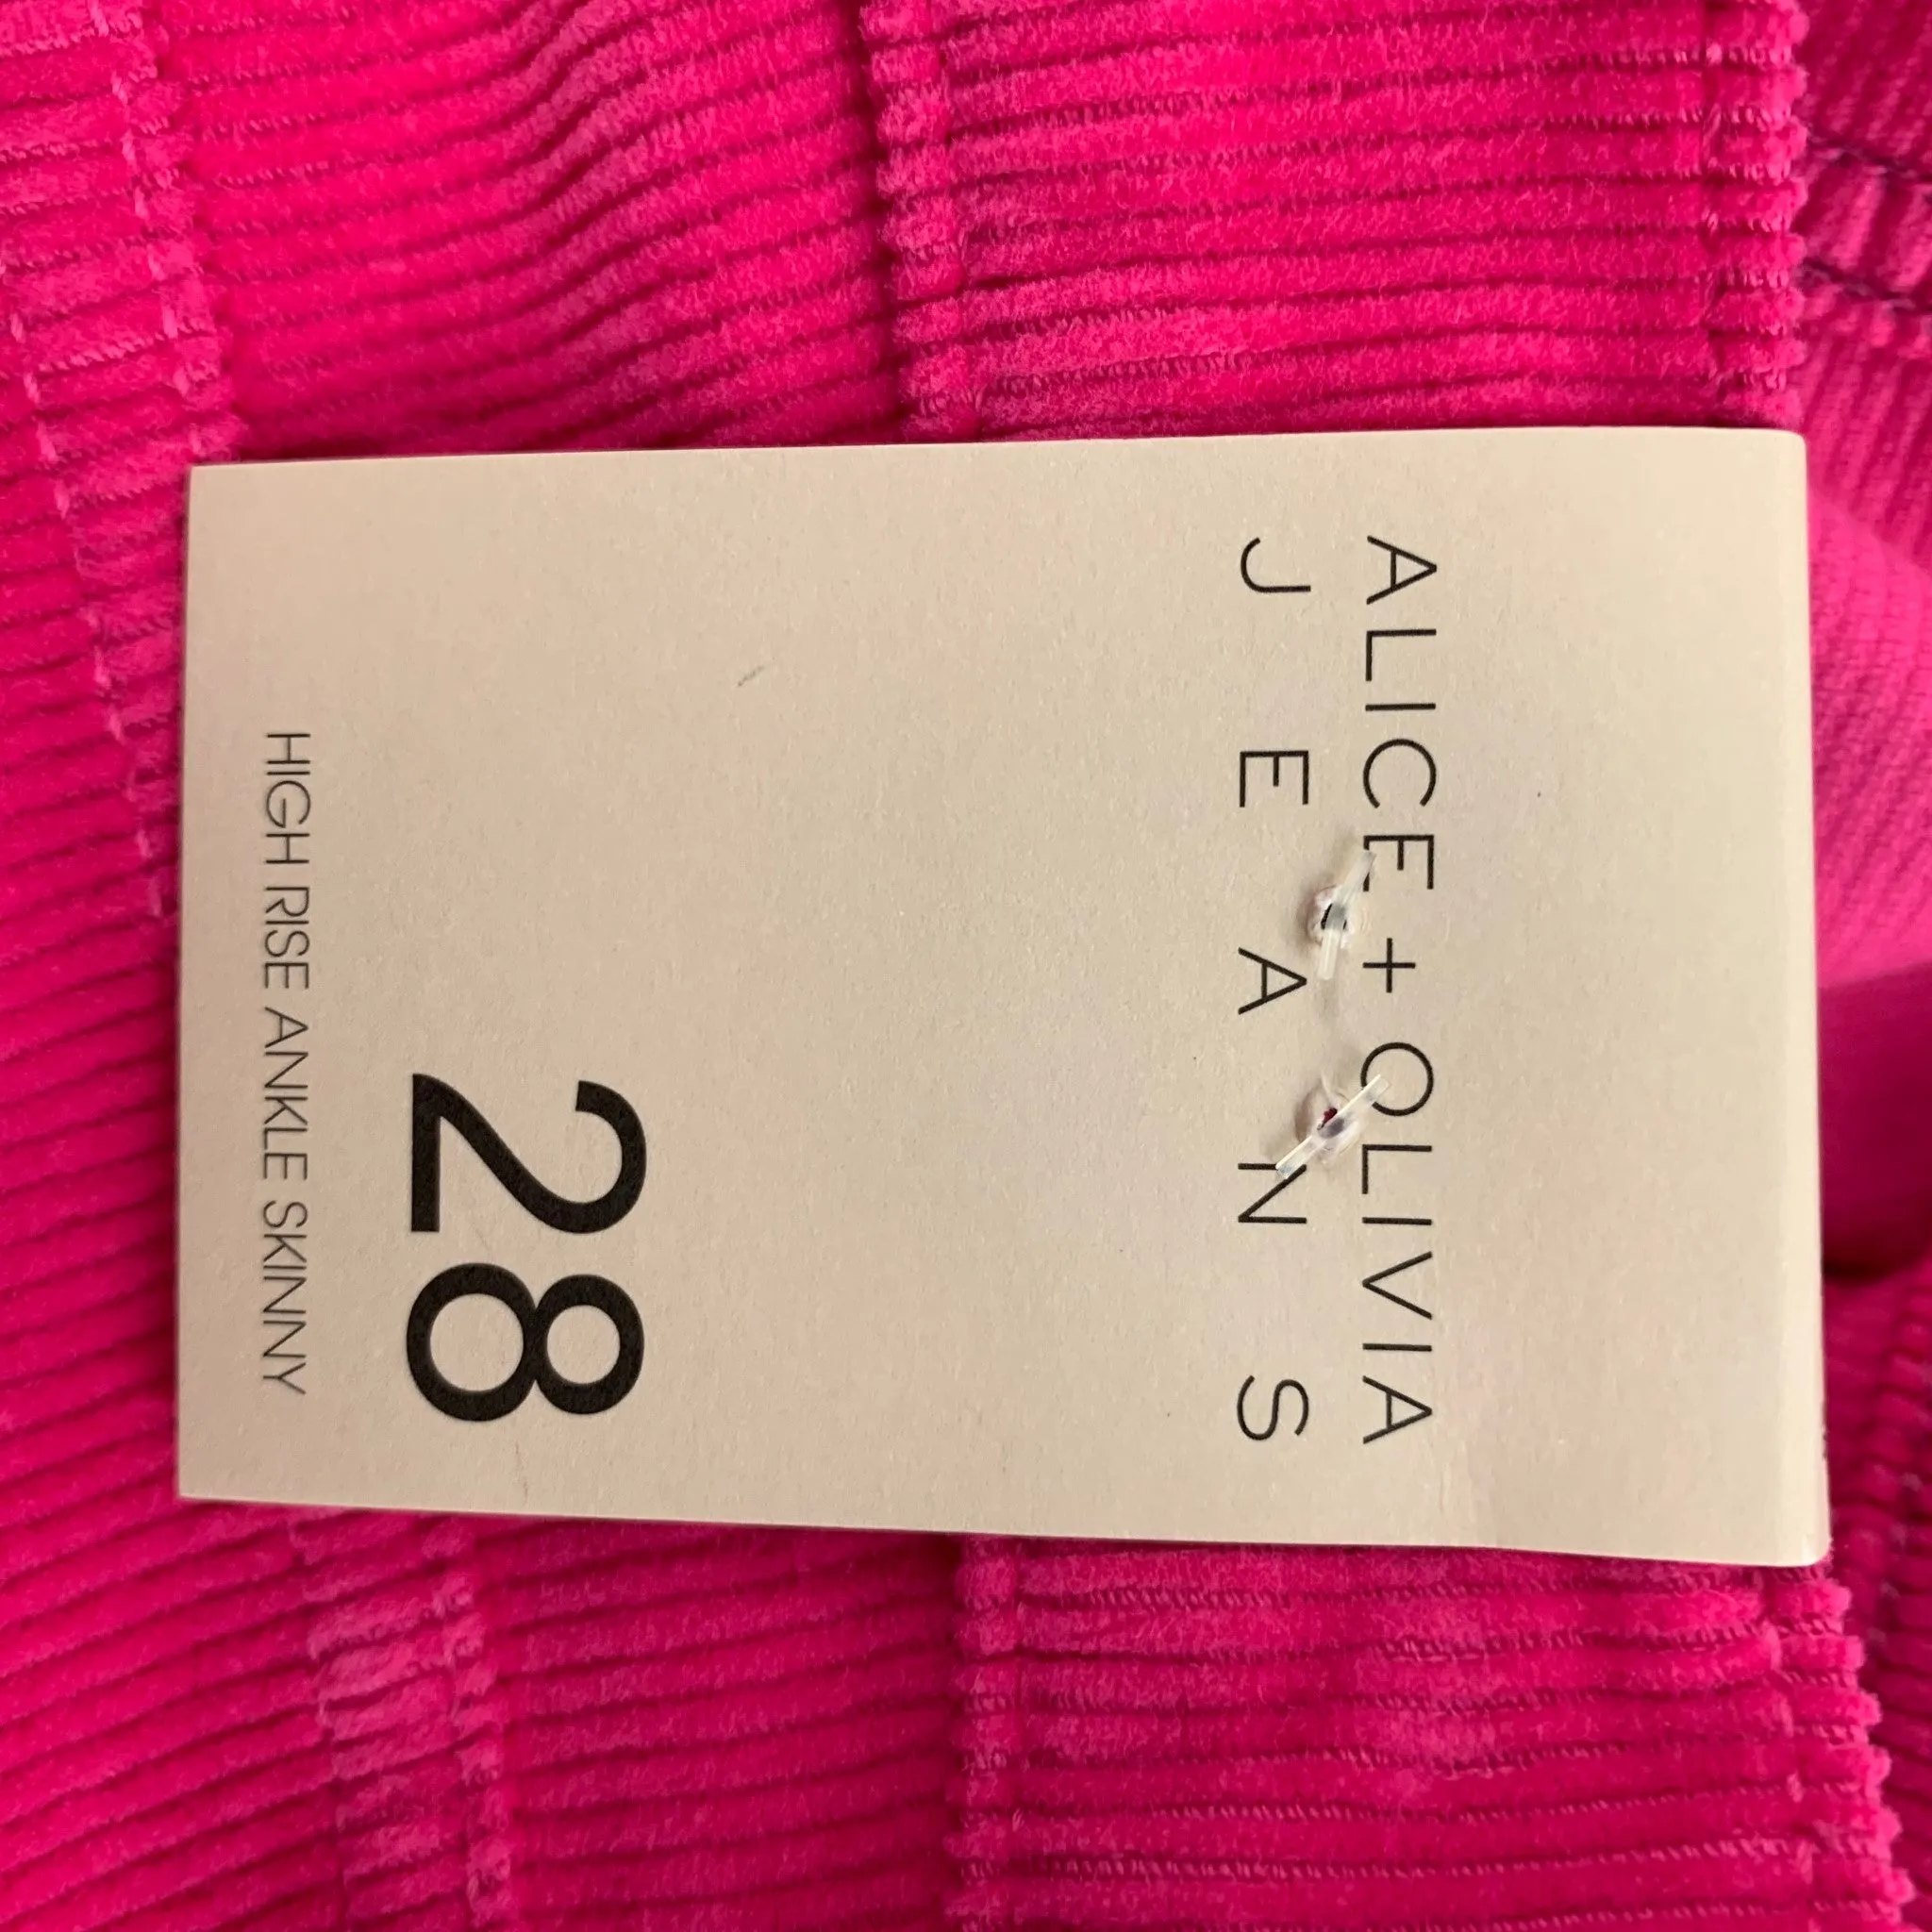 ALICE + OLIVIA
J E A N S
28
HIGH RISE ANKLE SKINNY